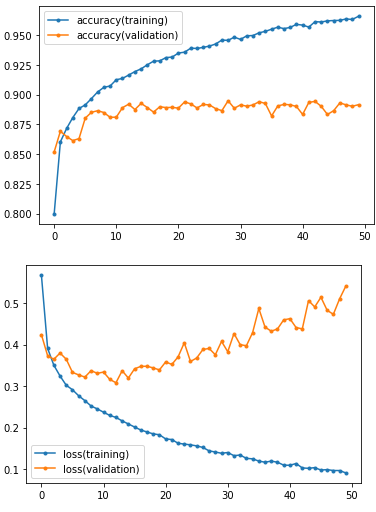 accuracy(training)
accuracy(validation)
0.950
0.925
0.900
0.875
0.850
0.825
0.800
0 10 20 30 40 50
0.5
0.4
0.3
0.2
0.1
loss(training)
loss(validation)
0 10 20 30 40 50